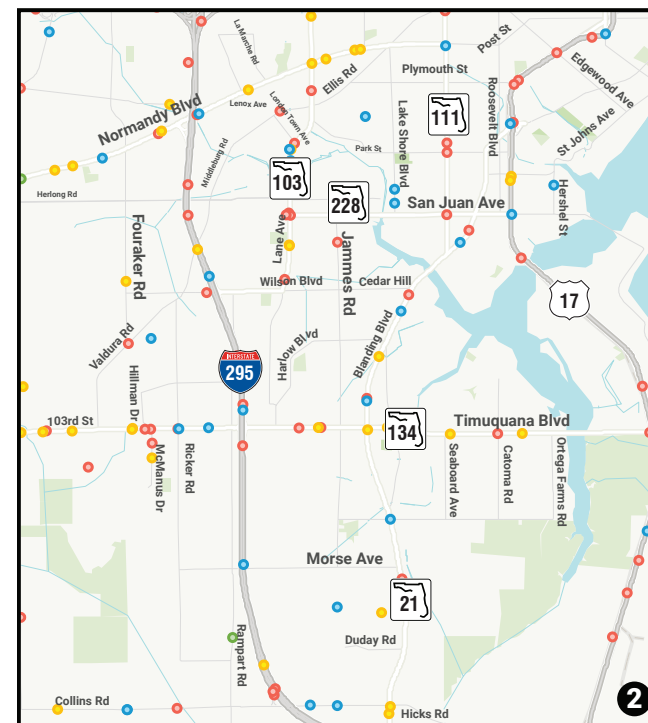 La Marche Rd
Post St
Plymouth St
Ellis Rd
Edgewood Ave
Lenox Ave
Normandy Blvd
London Town Ave
Lake Shore Blvd
111
Roosevelt Blvd
St Johns Ave
Middleburg Rd
Park St
103
228
Herlong Rd
San Juan Ave
Hershel St
Fouraker Rd
Lane Ave
Jammes Rd
Wilson Blvd
Cedar Hill
17
Valdura Rd
Harlow Blvd
Blanding Blvd
INTERSTATE
295
Hillman Dr
103rd St
134
Timuquana Blvd
McManus Dr
Ricker Rd
Seaboard Ave
Catoma Rd
Ortega Farms Rd
Morse Ave
21
Duday Rd
Rampart Rd
Collins Rd
Hicks Rd
2